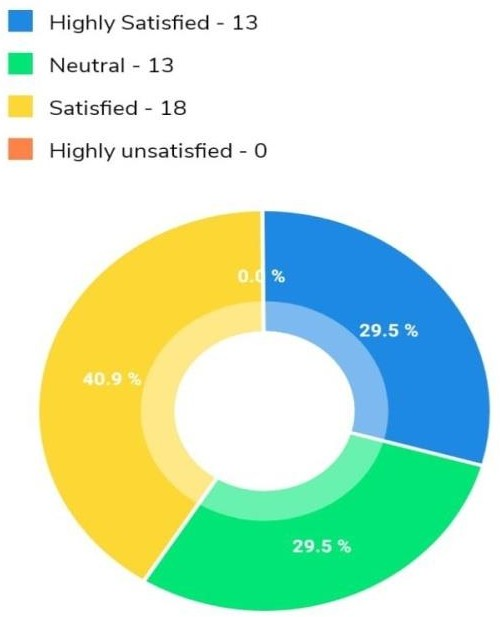 Highly Satisfied - 13
Neutral - 13
Satisfied - 18
Highly unsatisfied - 0
0.0 %
29.5 %
40.9 %
29.5 %